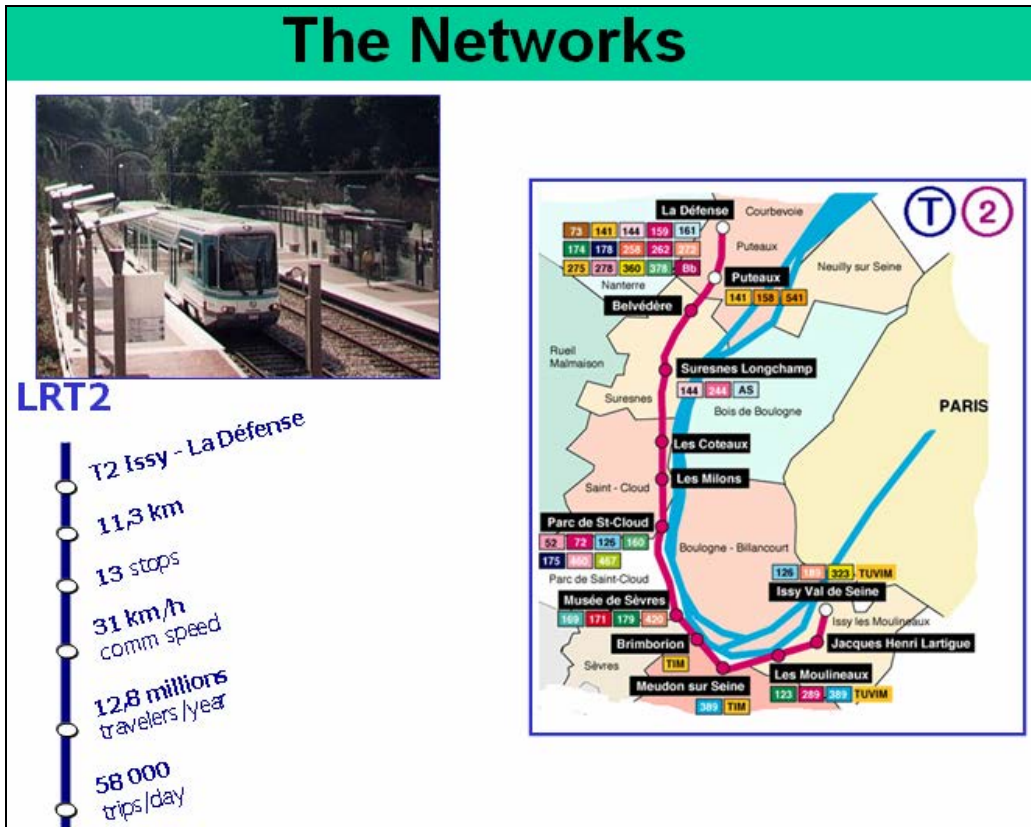 The Networks
LRT2
T2 Issy - La Défense
11,3 km
13 stops
31 km/h
comm speed
12,8 millions
travelers/year
58 000
trips/day
T 2
La Défense
Courbevoie
73 141 144 159 161
174 178 258 262 272
275 278 360 378 Bb
Puteaux
Neuilly sur Seine
Nanterre
Puteaux
141 158 541
Belvédère
Rueil
Malmaison
Suresnes Longchamp
144 244 AS
Suresnes
Bois de Boulogne
PARIS
Les Coteaux
Les Milons
Saint - Cloud
Parc de St-Cloud
52 72 126 160
175 460 467
Boulogne - Billancourt
Parc de Saint-Cloud
126 189 323 TUVIM
Issy Val de Seine
Musée de Sèvres
169 171 179 420
Issy les Moulineaux
Brimborion
TIM
Jacques Henri Lartigue
Sèvres
Les Moulineaux
123 289 389 TUVIM
Meudon sur Seine
389 TIM